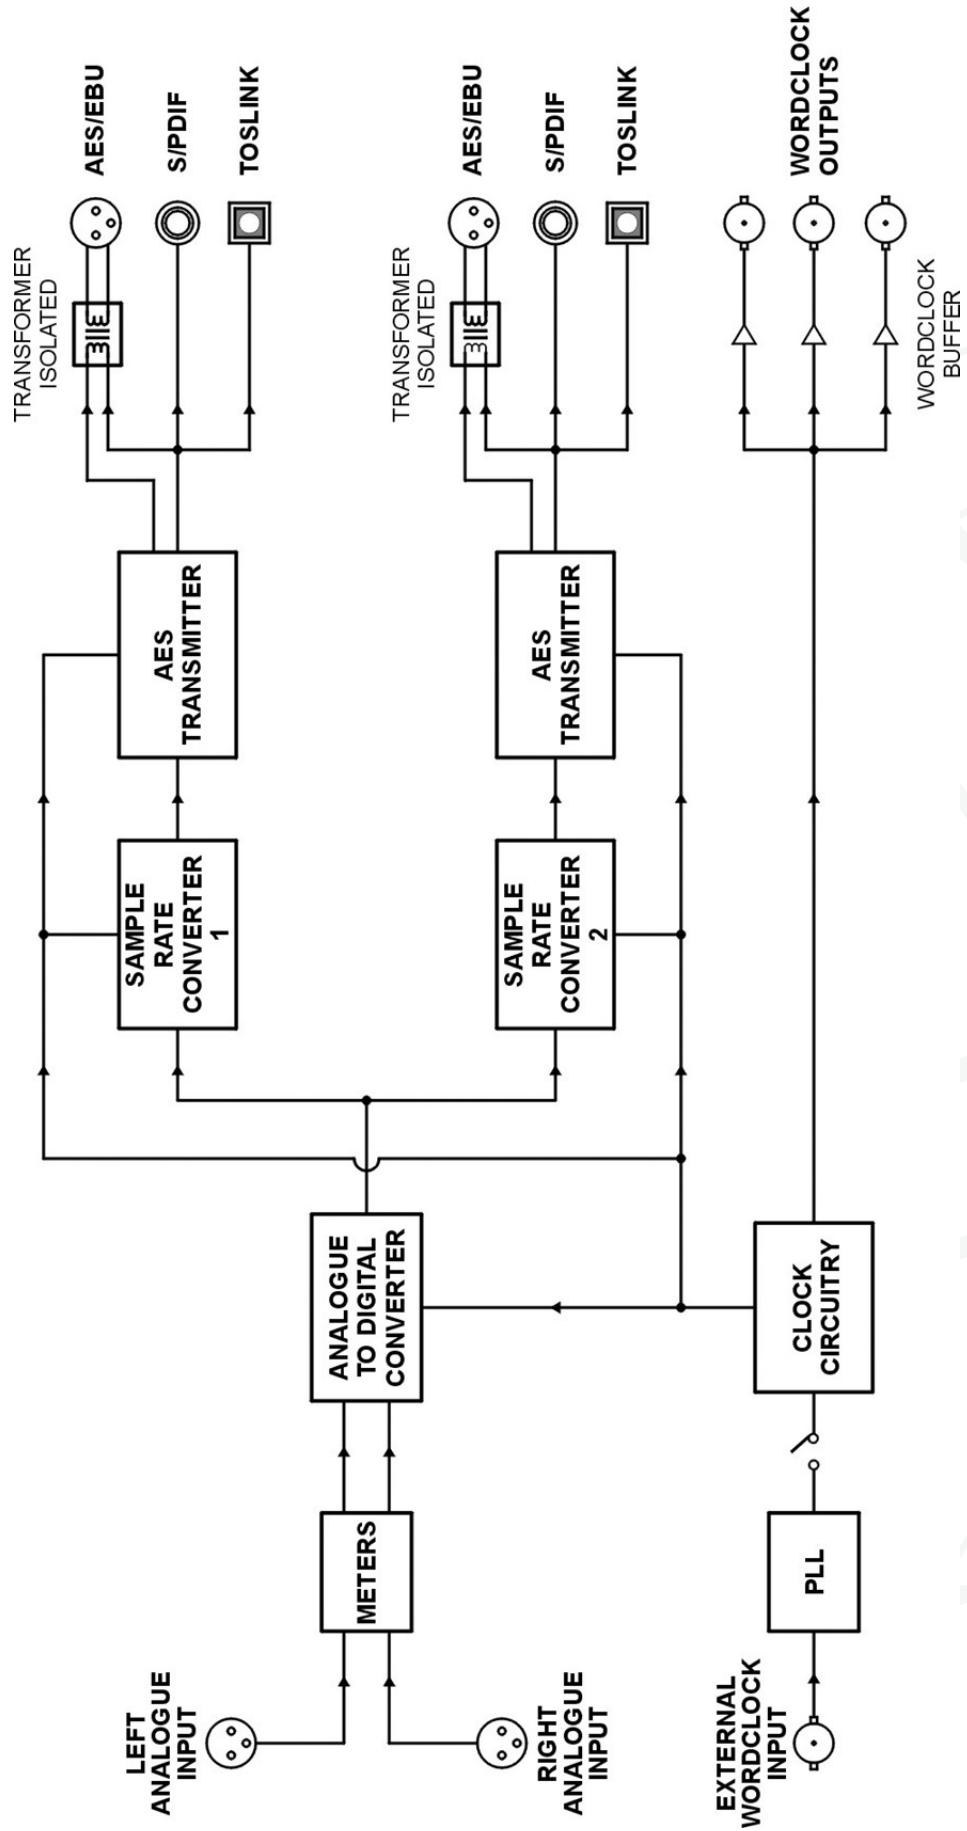 LEFT
ANALOGUE
INPUT
RIGHT
ANALOGUE
INPUT
EXTERNAL
WORDCLOCK
INPUT
METERS
PLL
ANALOGUE
TO DIGITAL
CONVERTER
CLOCK
CIRCUITRY
SAMPLE
RATE
CONVERTER
1
SAMPLE
RATE
CONVERTER
2
AES
TRANSMITTER
AES
TRANSMITTER
TRANSFORMER
ISOLATED
TRANSFORMER
ISOLATED
WORDCLOCK
BUFFER
AES/EBU
S/PDIF
TOSLINK
AES/EBU
S/PDIF
TOSLINK
WORDCLOCK
OUTPUTS